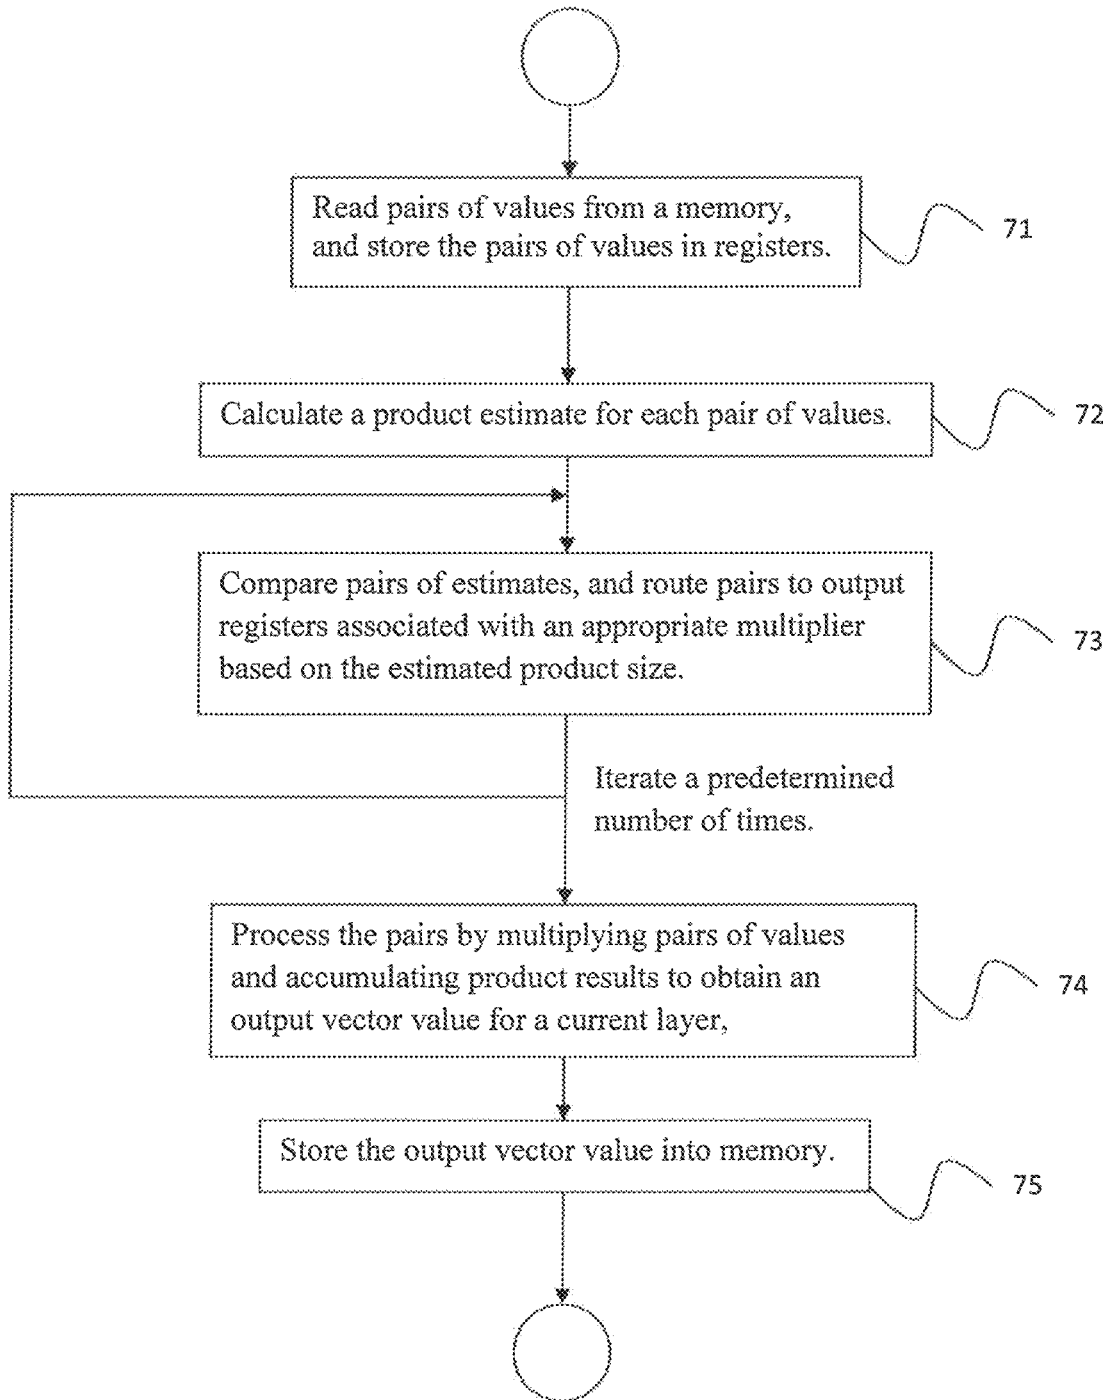 Read pairs of values from a memory,
and store the pairs of values in registers.
71
Calculate a product estimate for each pair of values.
72
Compare pairs of estimates, and route pairs to output
registers associated with an appropriate multiplier
based on the estimated product size.
73
Iterate a predetermined
number of times.
Process the pairs by multiplying pairs of values
and accumulating product results to obtain an
output vector value for a current layer,
74
Store the output vector value into memory.
75